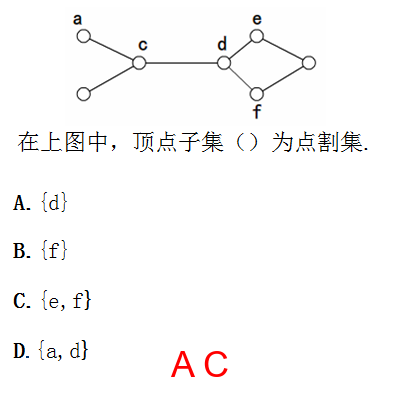 a
c
d
e
f
在上图中，顶点子集（）为点割集.
A. {d}
B. {f}
C. {e,f}
D. {a,d}
A C